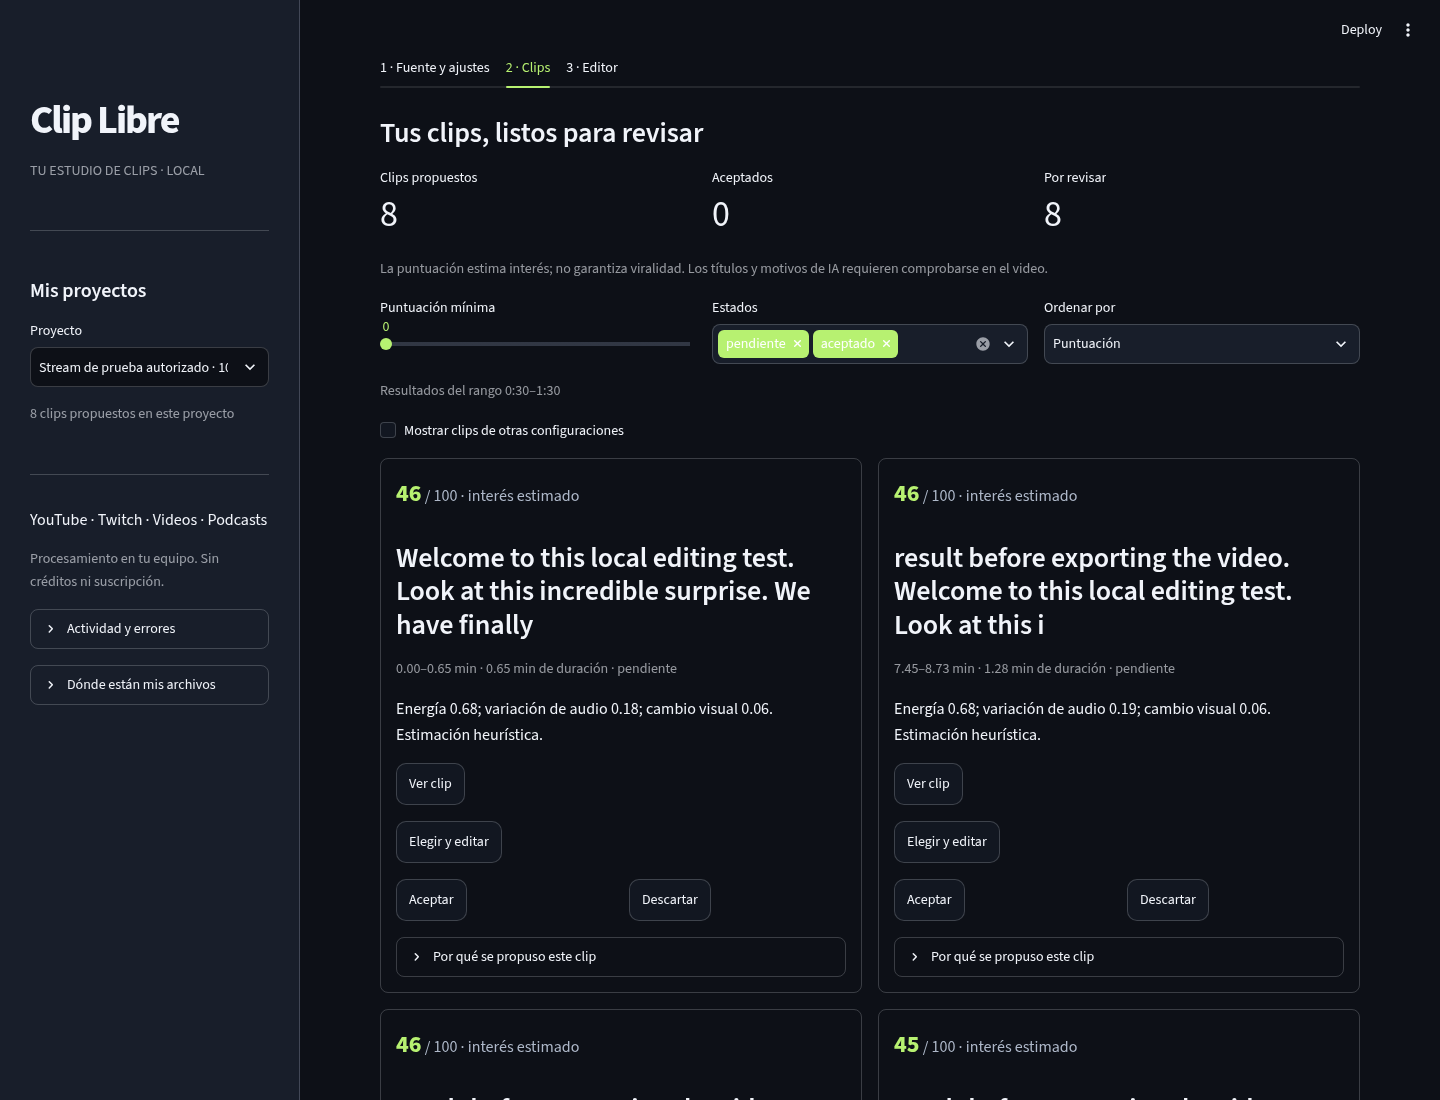 Deploy
1 · Fuente y ajustes
2 · Clips
3 · Editor
Clip Libre
TU ESTUDIO DE CLIPS · LOCAL
Mis proyectos
Proyecto
Stream de prueba autorizado · 10
8 clips propuestos en este proyecto
YouTube · Twitch · Videos · Podcasts
Procesamiento en tu equipo. Sin
créditos ni suscripción.
Actividad y errores
Dónde están mis archivos
Tus clips, listos para revisar
Clips propuestos
8
Aceptados
0
Por revisar
8
La puntuación estima interés; no garantiza viralidad. Los títulos y motivos de IA requieren comprobarse en el video.
Puntuación mínima
0
Estados
pendiente
aceptado
Ordenar por
Puntuación
Resultados del rango 0:30–1:30
Mostrar clips de otras configuraciones
46 / 100 · interés estimado
Welcome to this local editing test.
Look at this incredible surprise. We
have finally
0.00–0.65 min · 0.65 min de duración · pendiente
Energía 0.68; variación de audio 0.18; cambio visual 0.06.
Estimación heurística.
Ver clip
Elegir y editar
Aceptar
Descartar
Por qué se propuso este clip
46 / 100 · interés estimado
result before exporting the video.
Welcome to this local editing test.
Look at this i
7.45–8.73 min · 1.28 min de duración · pendiente
Energía 0.68; variación de audio 0.19; cambio visual 0.06.
Estimación heurística.
Ver clip
Elegir y editar
Aceptar
Descartar
Por qué se propuso este clip
46 / 100 · interés estimado
45 / 100 · interés estimado